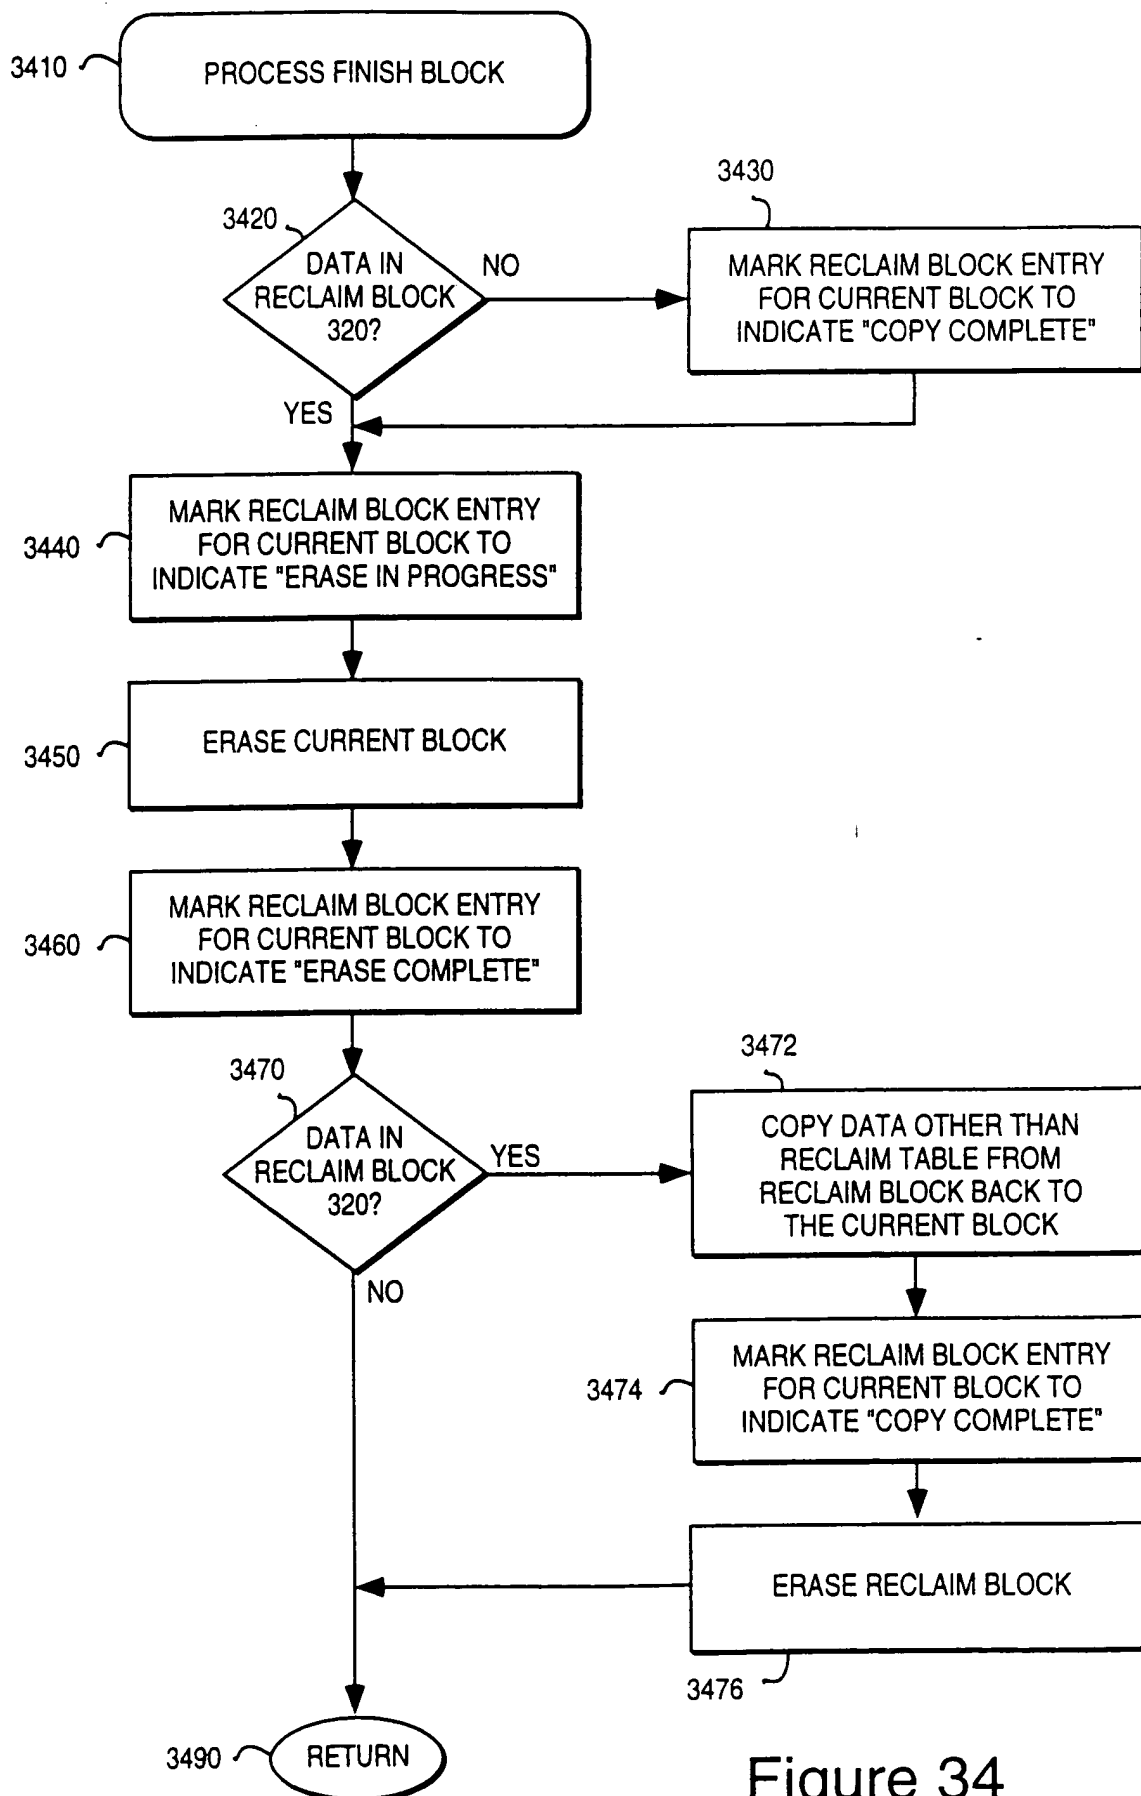 3410
PROCESS FINISH BLOCK
3420
DATA IN
RECLAIM BLOCK
320?
NO
YES
3430
MARK RECLAIM BLOCK ENTRY
FOR CURRENT BLOCK TO
INDICATE "COPY COMPLETE"
3440
MARK RECLAIM BLOCK ENTRY
FOR CURRENT BLOCK TO
INDICATE "ERASE IN PROGRESS"
3450
ERASE CURRENT BLOCK
3460
MARK RECLAIM BLOCK ENTRY
FOR CURRENT BLOCK TO
INDICATE "ERASE COMPLETE"
3470
DATA IN
RECLAIM BLOCK
320?
YES
NO
3472
COPY DATA OTHER THAN
RECLAIM TABLE FROM
RECLAIM BLOCK BACK TO
THE CURRENT BLOCK
3474
MARK RECLAIM BLOCK ENTRY
FOR CURRENT BLOCK TO
INDICATE "COPY COMPLETE"
ERASE RECLAIM BLOCK
3476
3490
RETURN
Figure 34